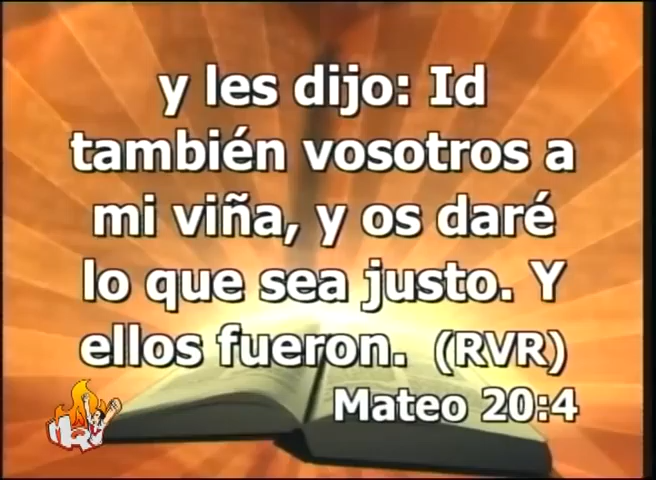 y les dijo: Id
también vosotros a
mi viña, y os daré
lo que sea justo. Y
ellos fueron. (RVR)
Mateo 20:4
MRV